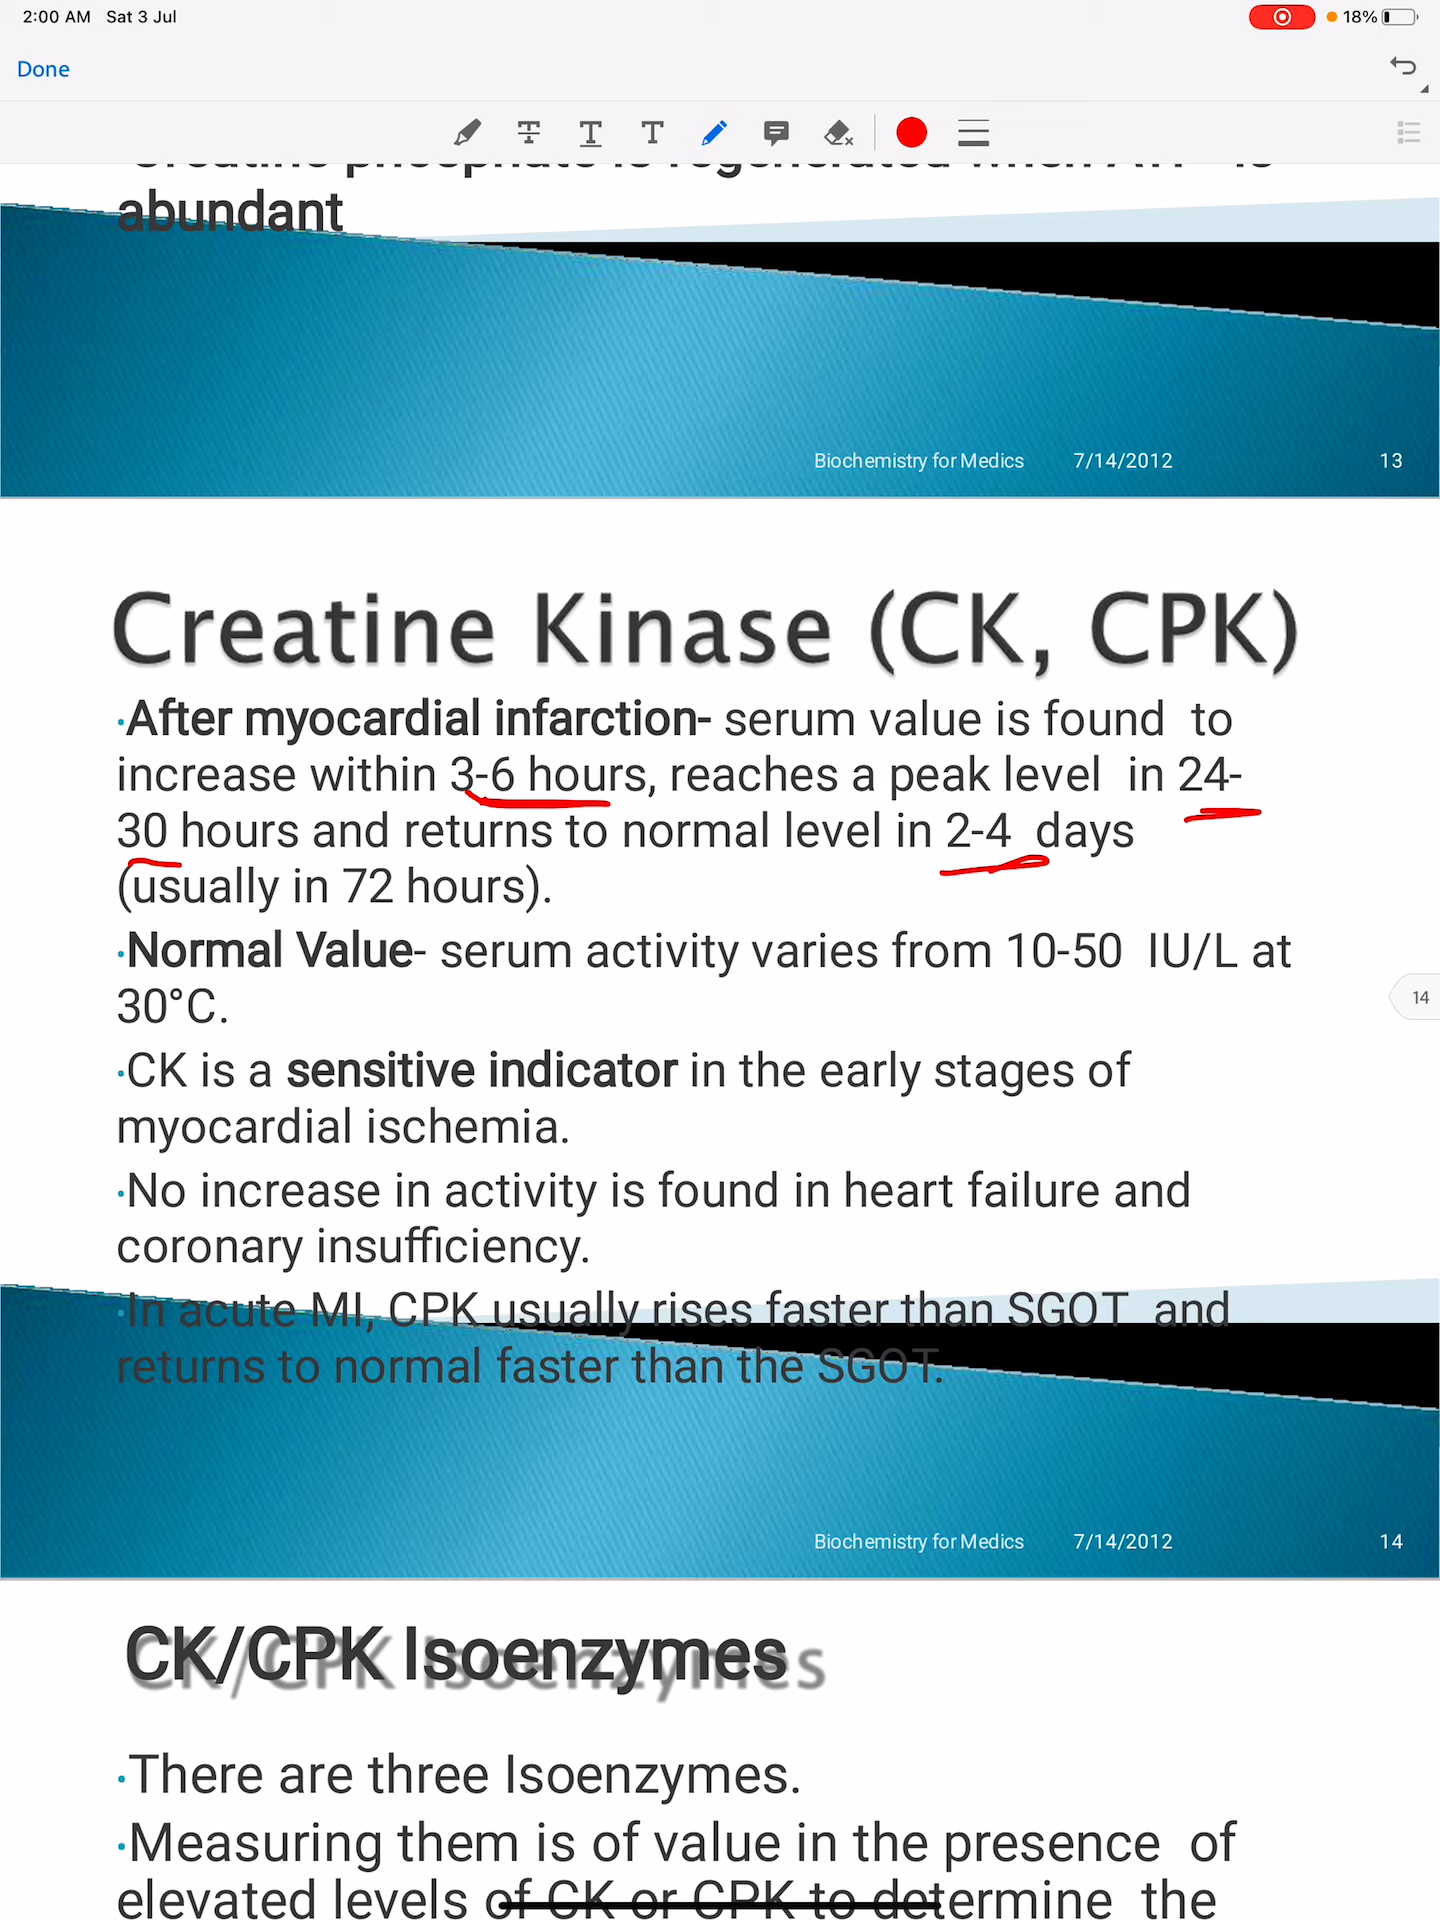 2:00 AM Sat 3 Jul
18%
Done
Creatine phosphate is regenerated when ATP is
abundant
Biochemistry for Medics 7/14/2012 13
Creatine Kinase (CK, CPK)
·After myocardial infarction- serum value is found to
increase within 3-6 hours, reaches a peak level in 24-
30 hours and returns to normal level in 2-4 days
(usually in 72 hours).
·Normal Value- serum activity varies from 10-50 IU/L at
30°C.
14
·CK is a sensitive indicator in the early stages of
myocardial ischemia.
·No increase in activity is found in heart failure and
coronary insufficiency.
·In acute MI, CPK usually rises faster than SGOT and
returns to normal faster than the SGOT.
Biochemistry for Medics 7/14/2012 14
CK/CPK Isoenzymes
·There are three Isoenzymes.
·Measuring them is of value in the presence of
elevated levels of CK or CPK to determine the